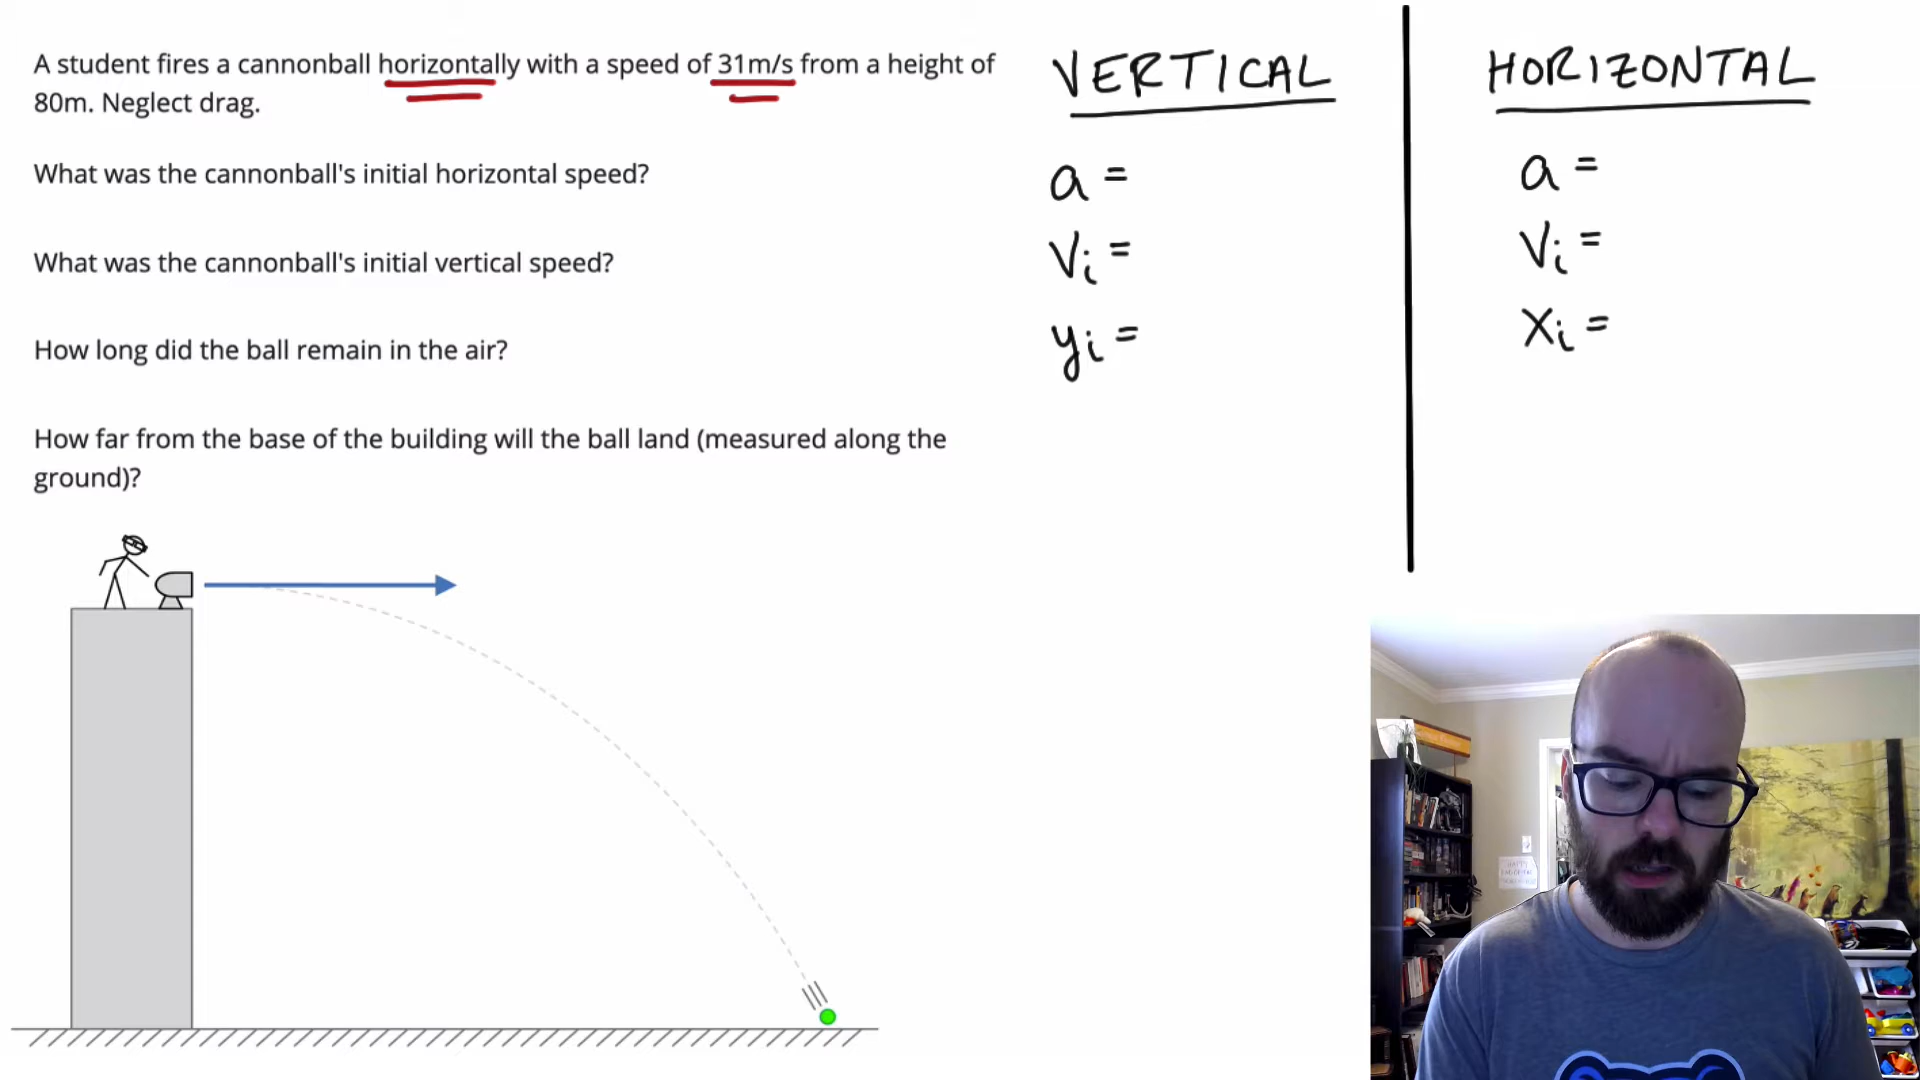 A student fires a cannonball horizontally with a speed of 31m/s from a height of
80m. Neglect drag.
What was the cannonball's initial horizontal speed?
What was the cannonball's initial vertical speed?
How long did the ball remain in the air?
How far from the base of the building will the ball land (measured along the
ground)?
VERTICAL
a =
Vi =
yi =
HORIZONTAL
a =
Vi =
xi =